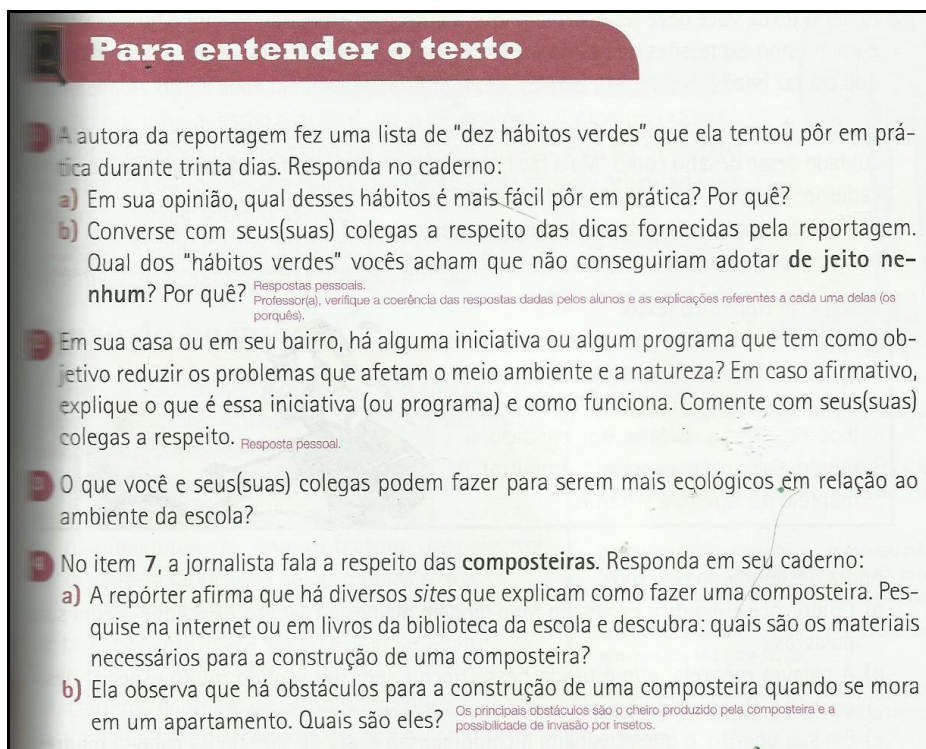 Para entender o texto
1 A autora da reportagem fez uma lista de "dez hábitos verdes" que ela tentou pôr em prá-
tica durante trinta dias. Responda no caderno:
a) Em sua opinião, qual desses hábitos é mais fácil pôr em prática? Por quê?
b) Converse com seus(suas) colegas a respeito das dicas fornecidas pela reportagem.
Qual dos "hábitos verdes" vocês acham que não conseguiriam adotar de jeito ne-
nhum? Por quê? Respostas pessoais.
Professor(a), verifique a coerência das respostas dadas pelos alunos e as explicações referentes a cada uma delas (os
porquês).
2 Em sua casa ou em seu bairro, há alguma iniciativa ou algum programa que tem como ob-
jetivo reduzir os problemas que afetam o meio ambiente e a natureza? Em caso afirmativo,
explique o que é essa iniciativa (ou programa) e como funciona. Comente com seus(suas)
colegas a respeito. Resposta pessoal.
3 O que você e seus(suas) colegas podem fazer para serem mais ecológicos em relação ao
ambiente da escola?
4 No item 7, a jornalista fala a respeito das composteiras. Responda em seu caderno:
a) A repórter afirma que há diversos sites que explicam como fazer uma composteira. Pes-
quise na internet ou em livros da biblioteca da escola e descubra: quais são os materiais
necessários para a construção de uma composteira?
b) Ela observa que há obstáculos para a construção de uma composteira quando se mora
em um apartamento. Quais são eles? Os principais obstáculos são o cheiro produzido pela composteira e a
possibilidade de invasão por insetos.